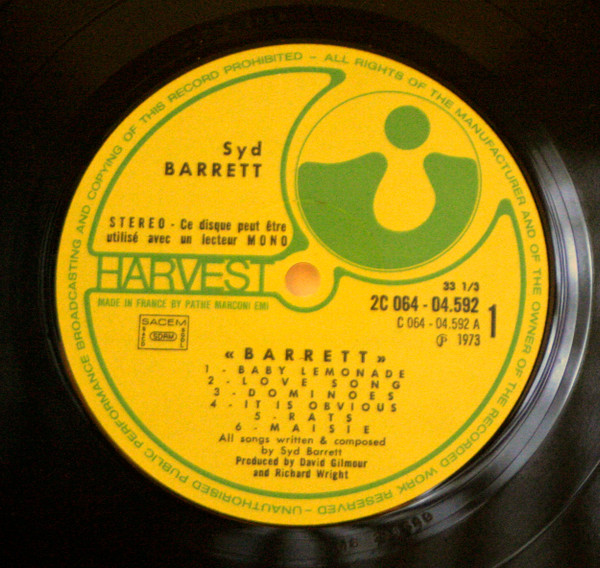 UNAUTHORISED PUBLIC PERFORMANCE BROADCASTING AND COPYING OF THIS RECORD PROHIBITED – ALL RIGHTS OF THE MANUFACTURER AND OF THE OWNER OF THE RECORDED WORK RESERVED –
Syd
BARRETT
STEREO - Ce disque peut être
utilisé avec un lecteur MONO
HARVEST
MADE IN FRANCE BY PATHE MARCONI EMI
33 1/3
2C 064 - 04.592
C 064 - 04.592 A
1
℗ 1973
SACEM
SDRM
« BARRETT »
1 - BABY LEMONADE
2 - LOVE SONG
3 - DOMINOES
4 - IT IS OBVIOUS
5 - RATS
6 - MAISIE
All songs written & composed
by Syd Barrett
Produced by David Gilmour
and Richard Wright